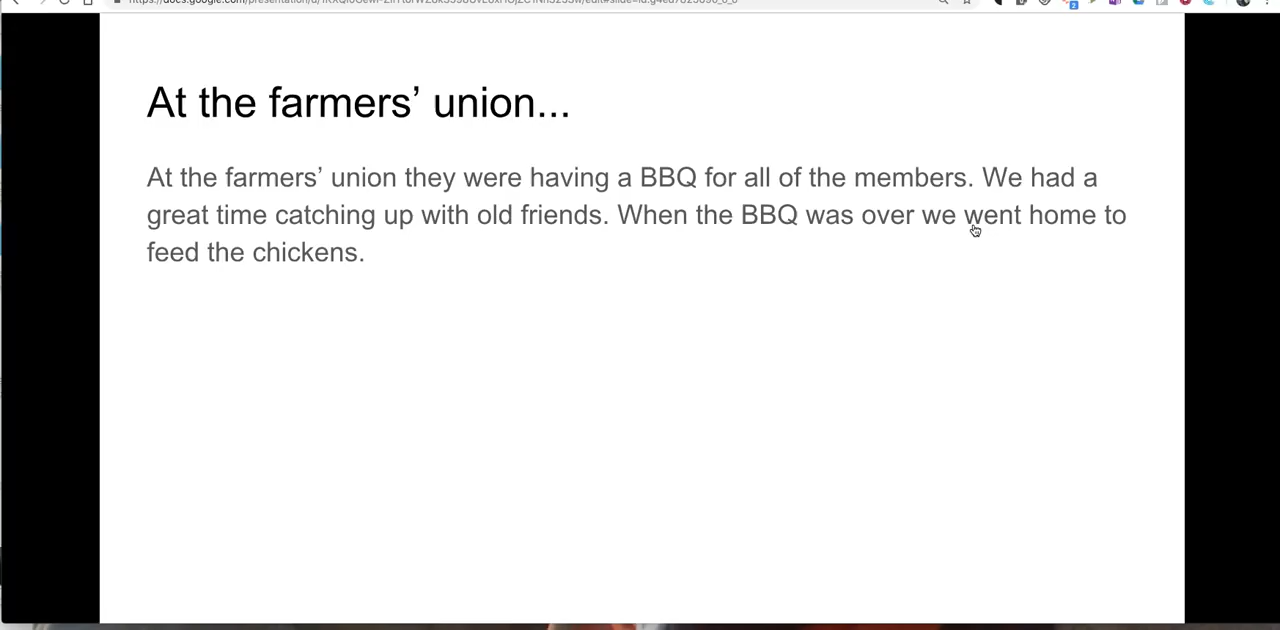 At the farmers’ union...
At the farmers’ union they were having a BBQ for all of the members. We had a
great time catching up with old friends. When the BBQ was over we went home to
feed the chickens.